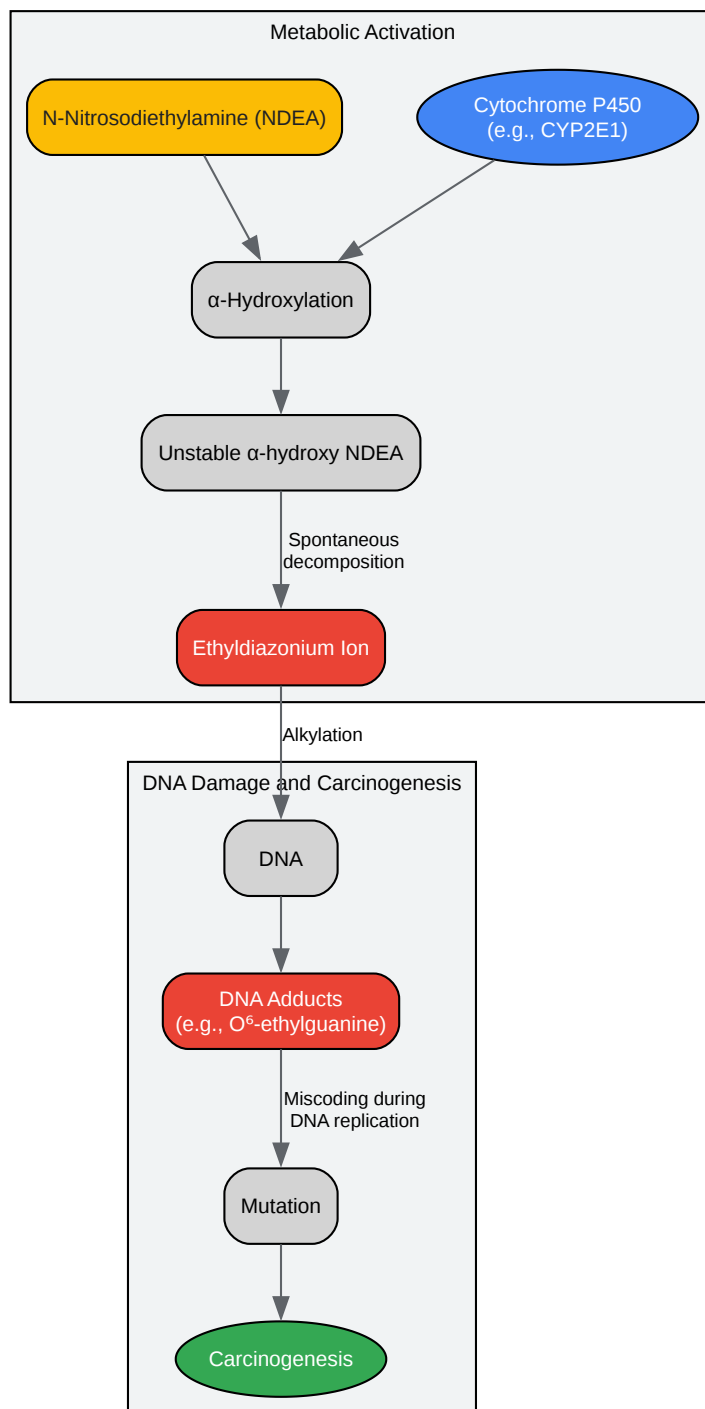 Metabolic Activation
N-Nitrosodiethylamine (NDEA)
Cytochrome P450
(e.g., CYP2E1)
α-Hydroxylation
Unstable α-hydroxy NDEA
Spontaneous
decomposition
Ethyldiazonium Ion
Alkylation
DNA Damage and Carcinogenesis
DNA
DNA Adducts
(e.g., O⁶-ethylguanine)
Miscoding during
DNA replication
Mutation
Carcinogenesis